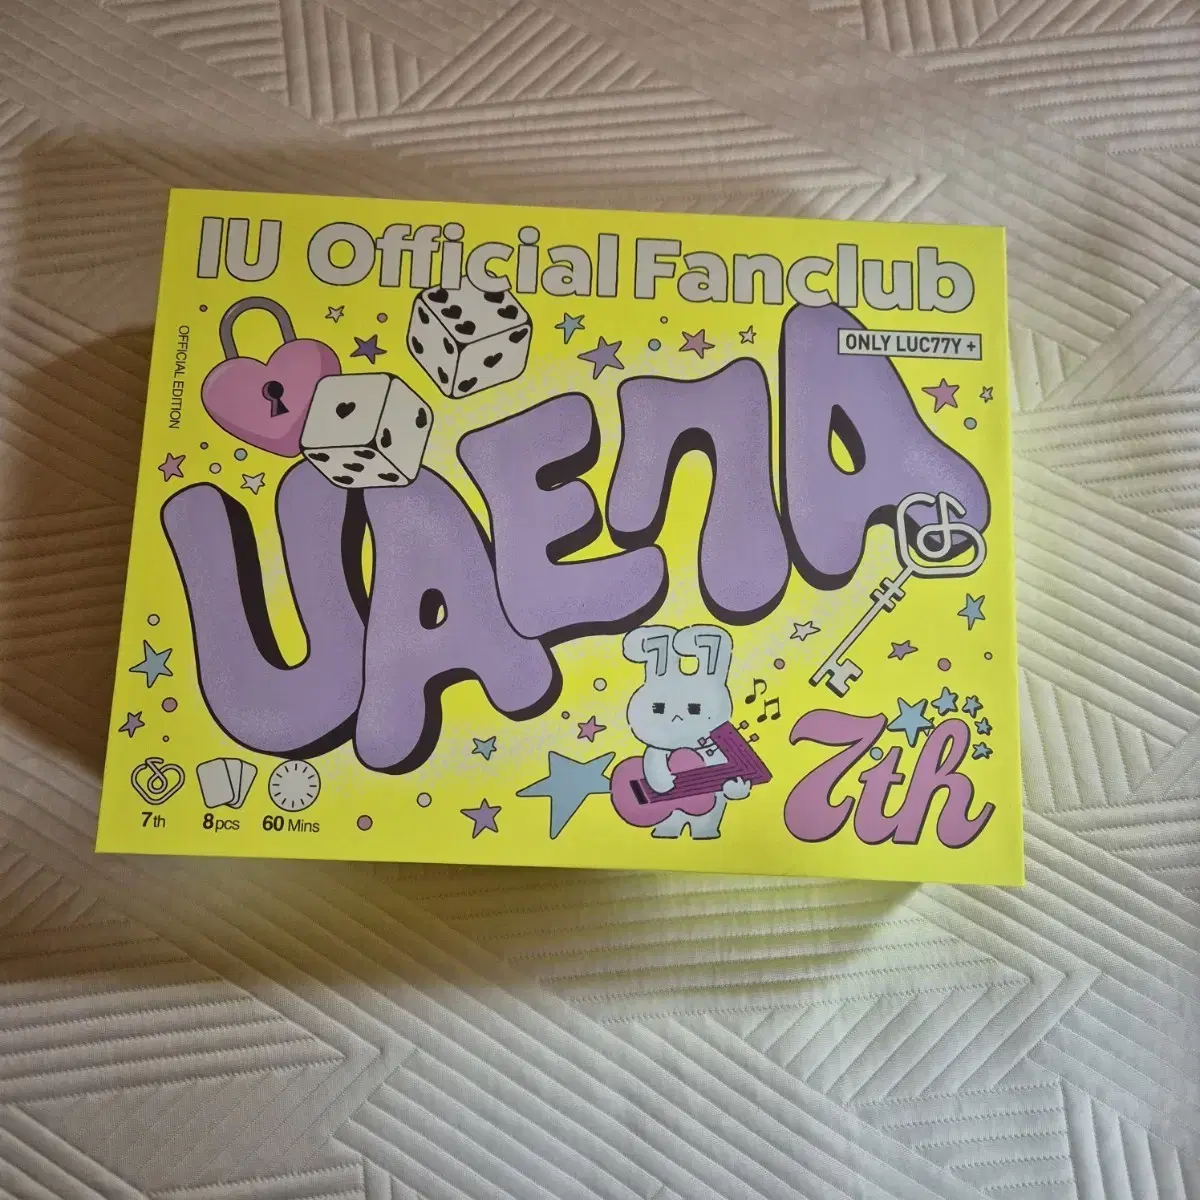 IU Official Fanclub
ONLY LUC77Y +
OFFICIAL EDITION
UAENA
7th
7th
8pcs
60 Mins